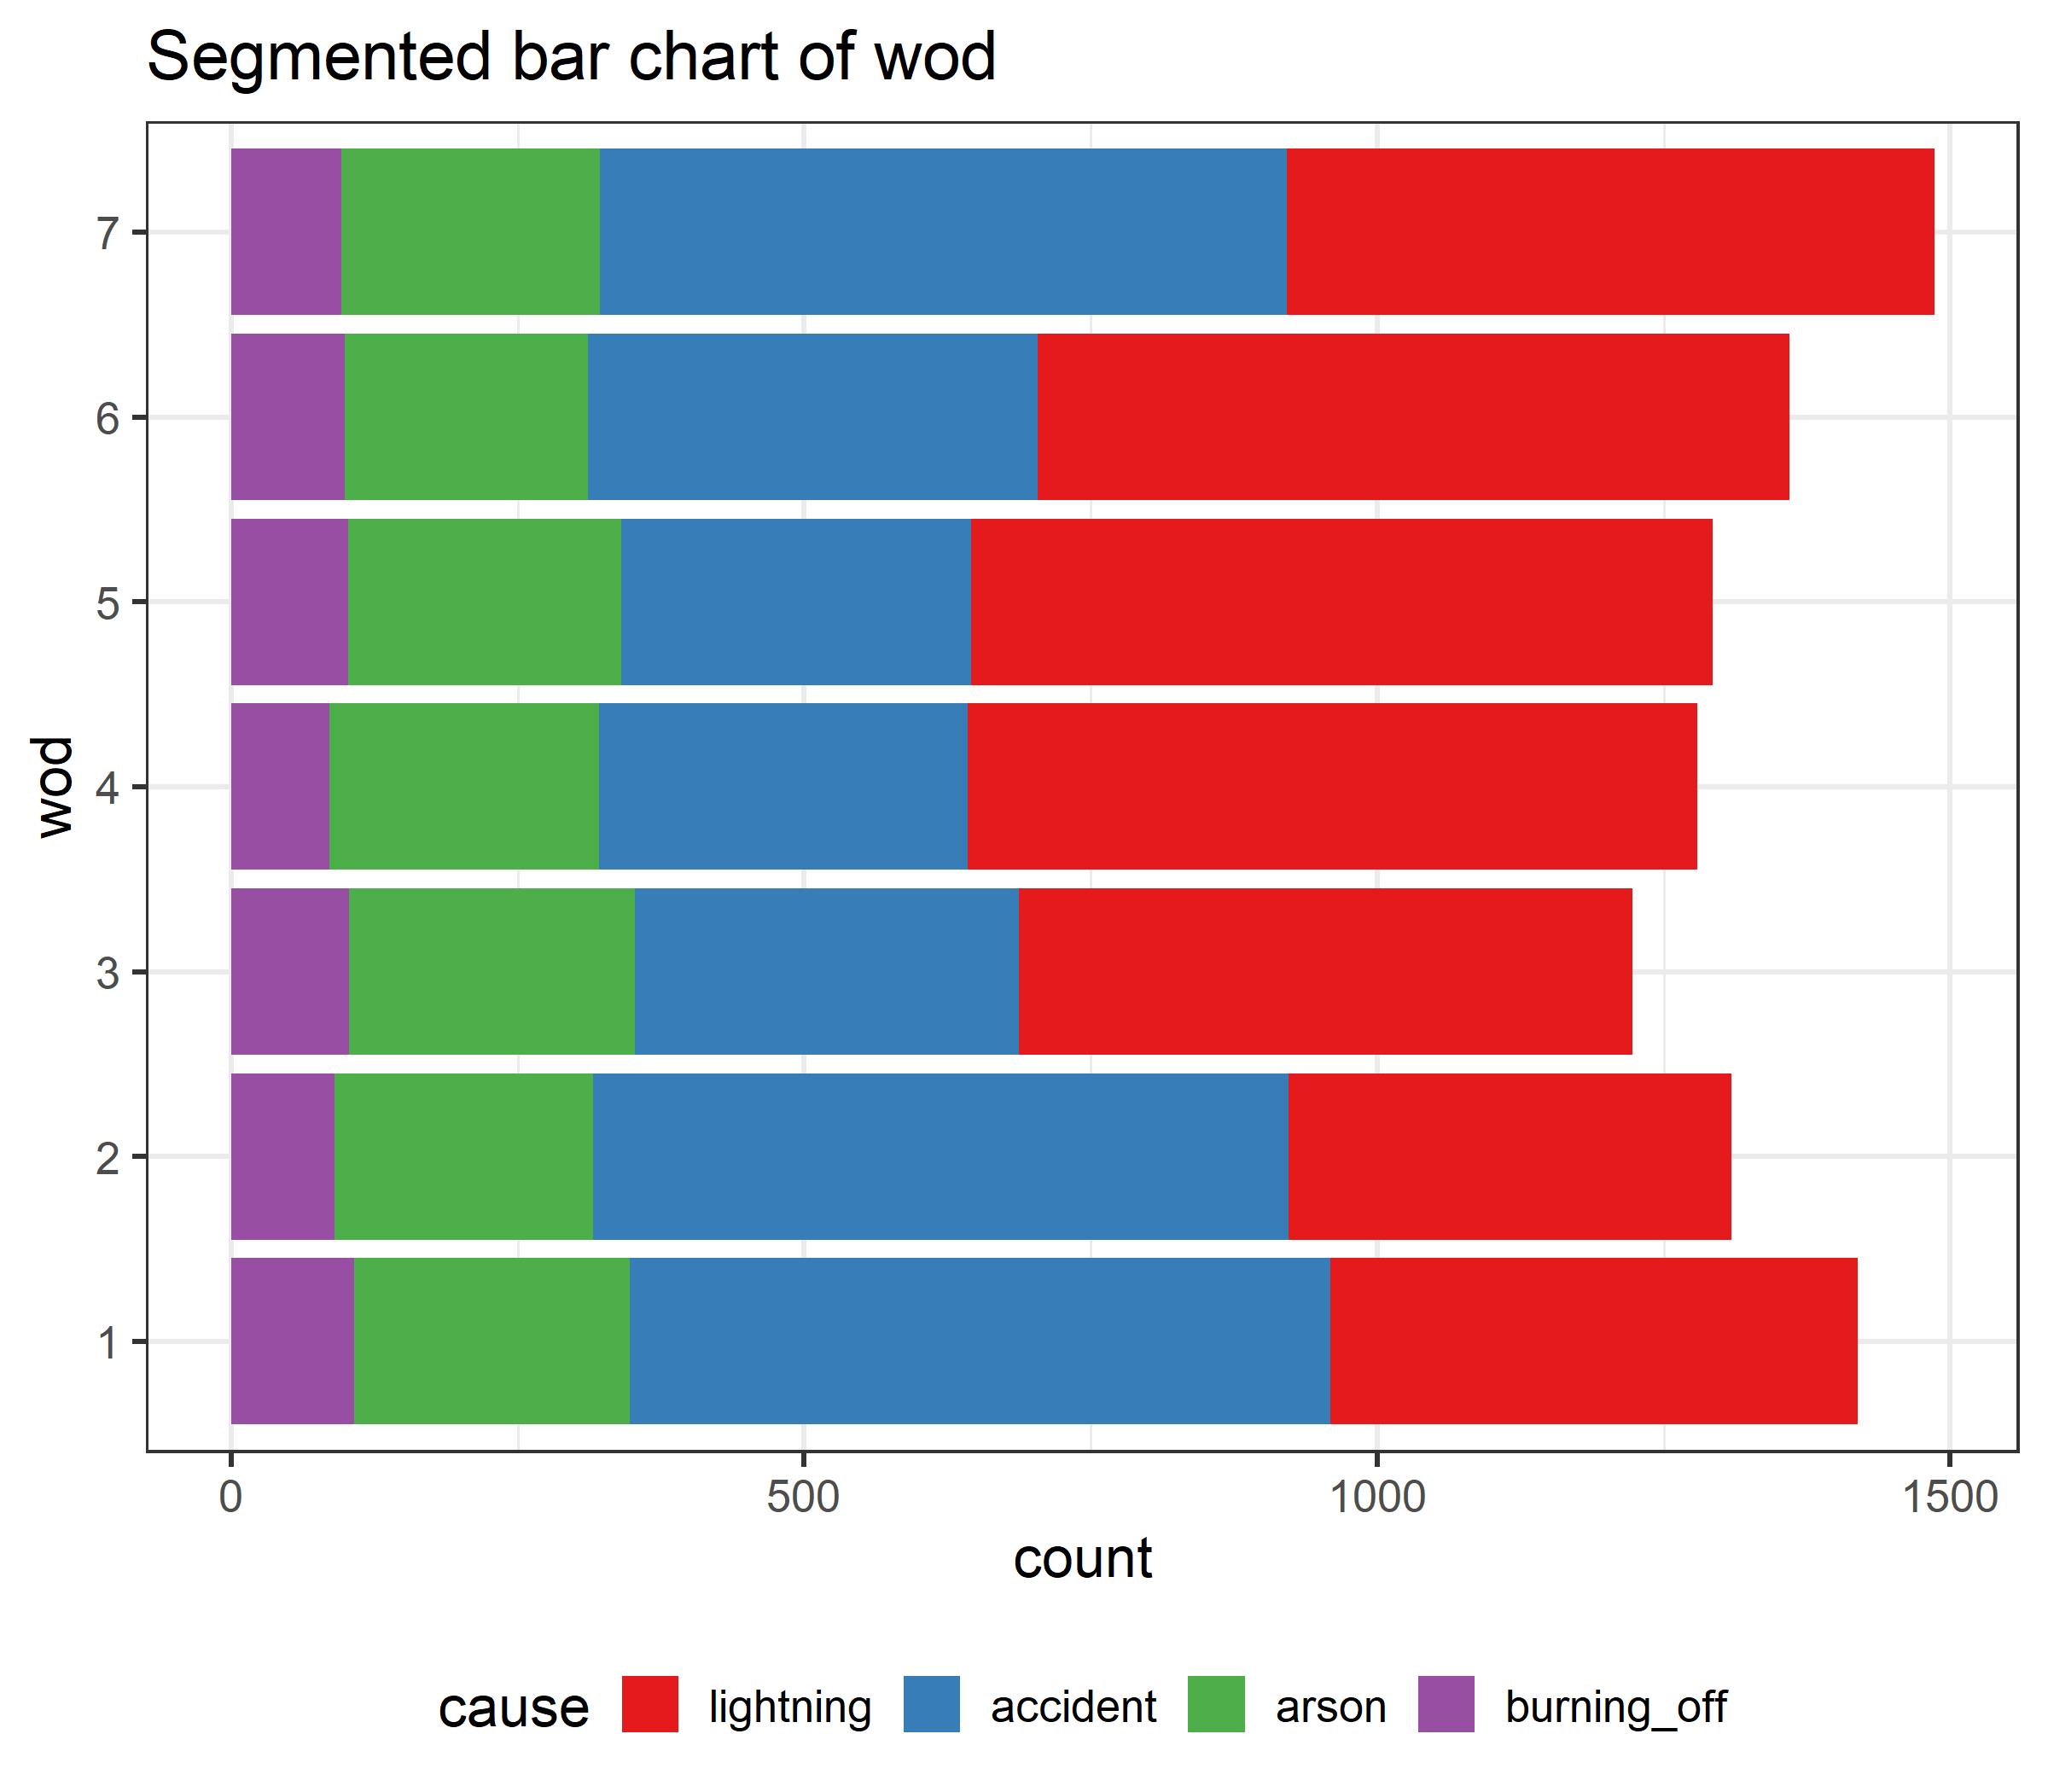 Segmented bar chart of wod
7
6
5
4
3
2
1
wod
0 500 1000 1500
count
cause lightning accident arson burning_off